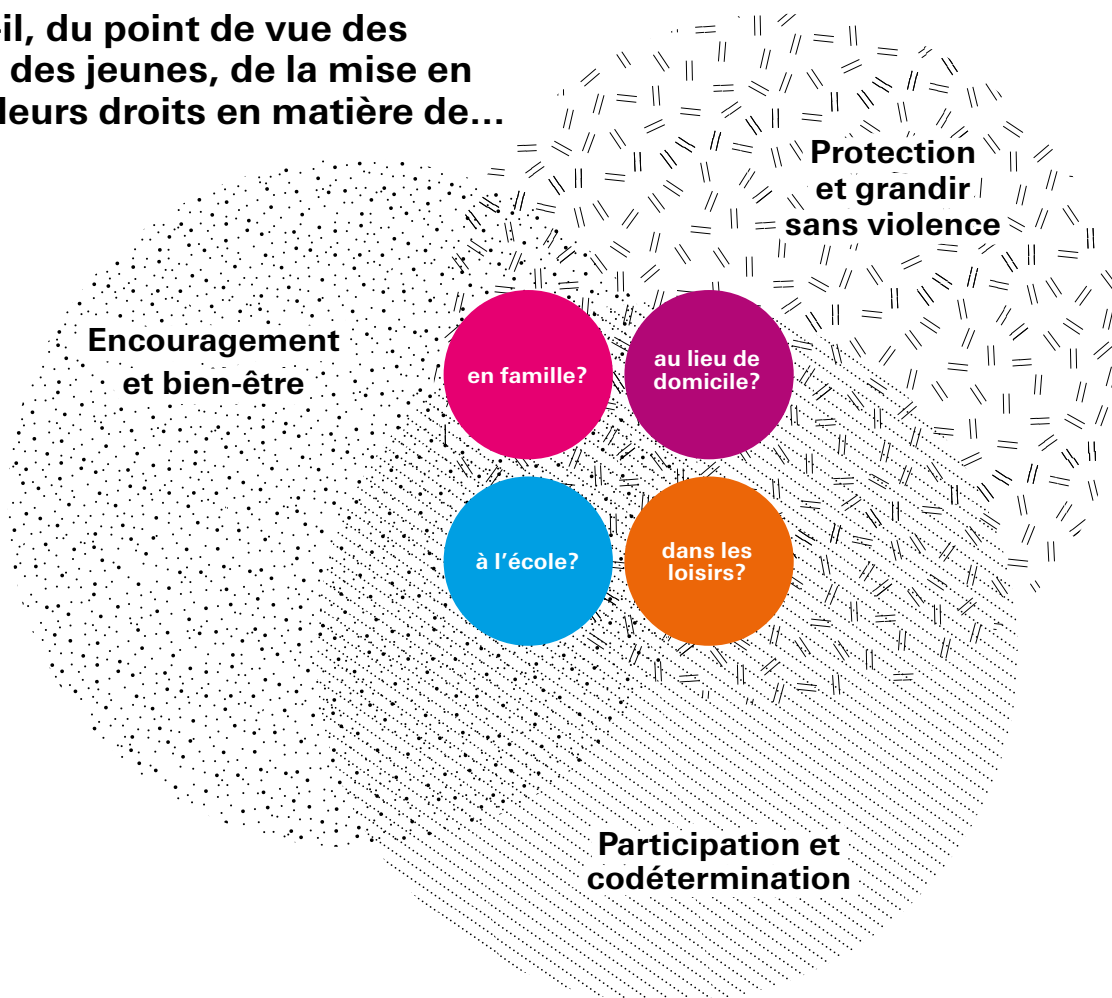 -il, du point de vue des
des jeunes, de la mise en
leurs droits en matière de...
Protection
et grandir
sans violence
Encouragement
et bien-être
en famille?
au lieu de
domicile?
à l'école?
dans les
loisirs?
Participation et
codétermination